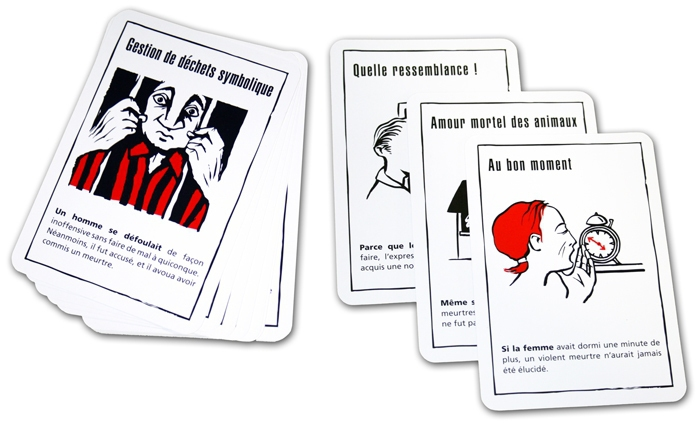 Gestion de déchets symbolique
Un homme se défoulait de façon
inoffensive sans faire de mal à quiconque.
Néanmoins, il fut accusé, et il avoua avoir
commis un meurtre.
Quelle ressemblance !
Parce que
faire,
acquis une
Amour mortel des animaux
Même
meurtres
ne fut
Au bon moment
Si la femme avait dormi une minute de
plus, un violent meurtre n'aurait jamais
été élucidé.